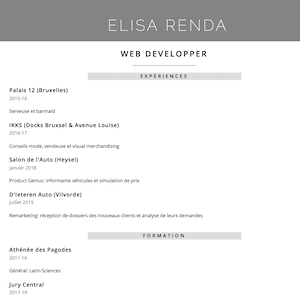 ELISA RENDA
WEB DEVELOPPER
EXPÉRIENCES
Palais 12 (Bruxelles)
2015-16
Serveuse et barmaid
IKKS (Docks Bruxsel & Avenue Louise)
2016-17
Conseils mode, vendeuse et visual merchandising
Salon de l'Auto (Heysel)
Janvier 2018
Product Genius: informante véhicules et simulation de prix
D'Ieteren Auto (Vilvorde)
Juillet 2019
Remarketing: réception de dossiers des nouveaux clients et analyse de leurs demandes
FORMATION
Athénée des Pagodes
2011-16
Général: Latin-Sciences
Jury Central
2017-19